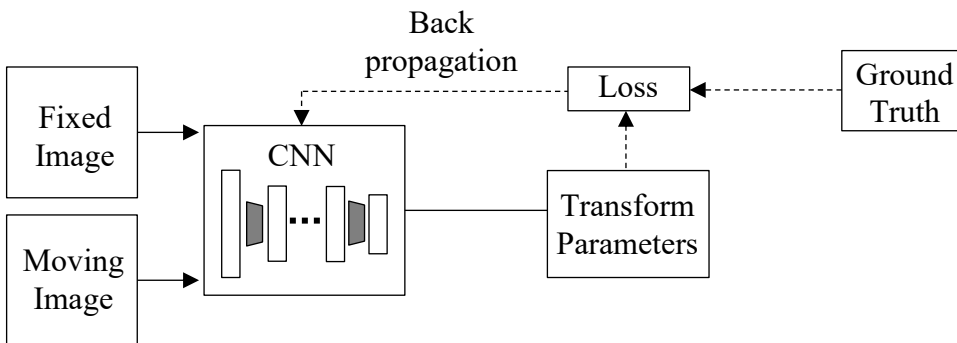 Back
propagation
Loss
Ground
Truth
Fixed
Image
CNN
Transform
Parameters
Moving
Image